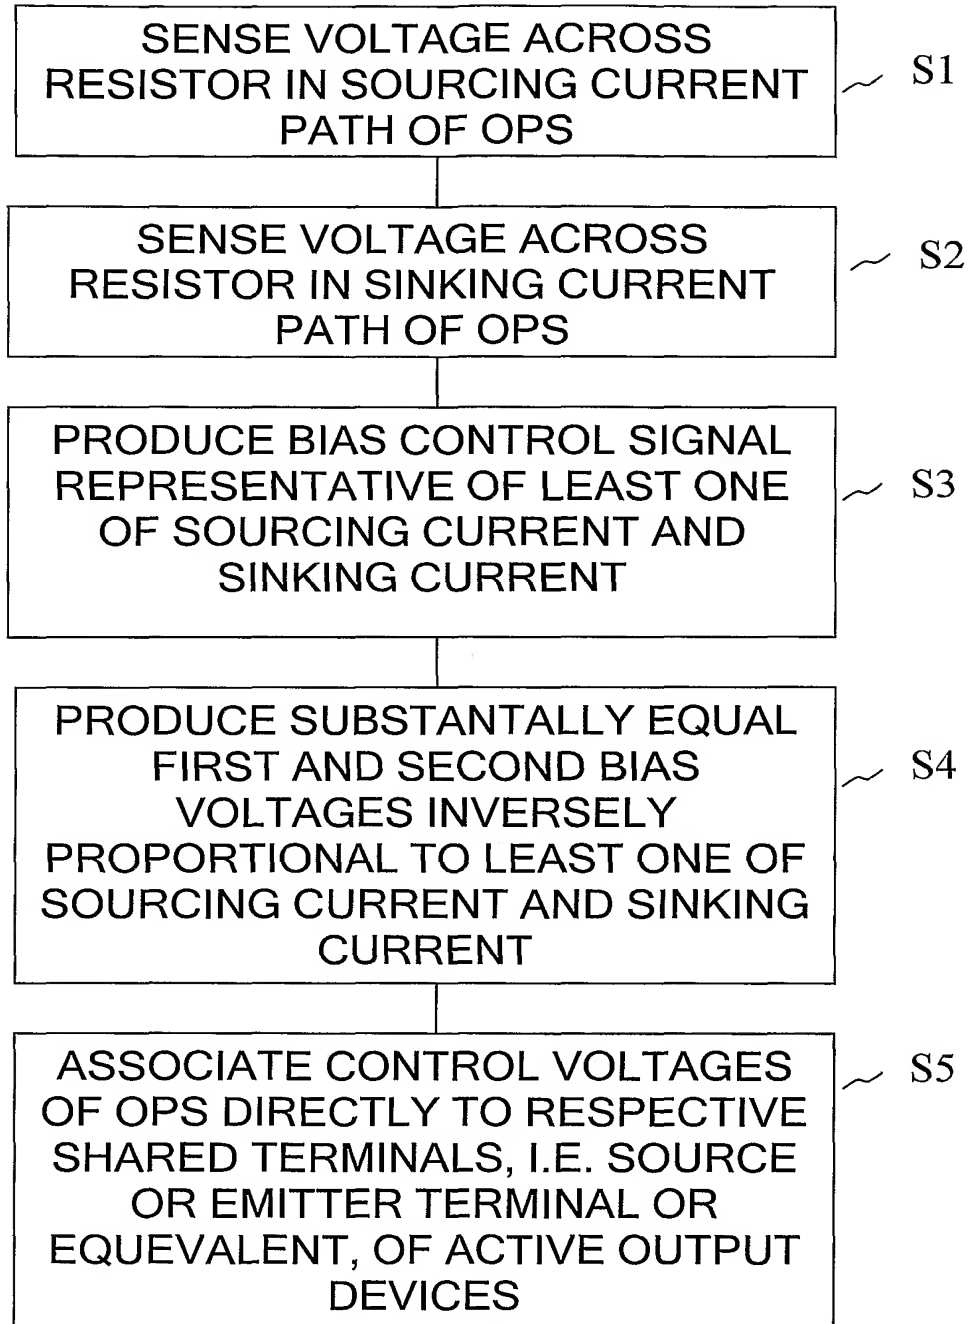 SENSE VOLTAGE ACROSS
RESISTOR IN SOURCING CURRENT
PATH OF OPS
S1
SENSE VOLTAGE ACROSS
RESISTOR IN SINKING CURRENT
PATH OF OPS
S2
PRODUCE BIAS CONTROL SIGNAL
REPRESENTATIVE OF LEAST ONE
OF SOURCING CURRENT AND
SINKING CURRENT
S3
PRODUCE SUBSTANTALLY EQUAL
FIRST AND SECOND BIAS
VOLTAGES INVERSELY
PROPORTIONAL TO LEAST ONE OF
SOURCING CURRENT AND SINKING
CURRENT
S4
ASSOCIATE CONTROL VOLTAGES
OF OPS DIRECTLY TO RESPECTIVE
SHARED TERMINALS, I.E. SOURCE
OR EMITTER TERMINAL OR
EQUEVALENT, OF ACTIVE OUTPUT
DEVICES
S5